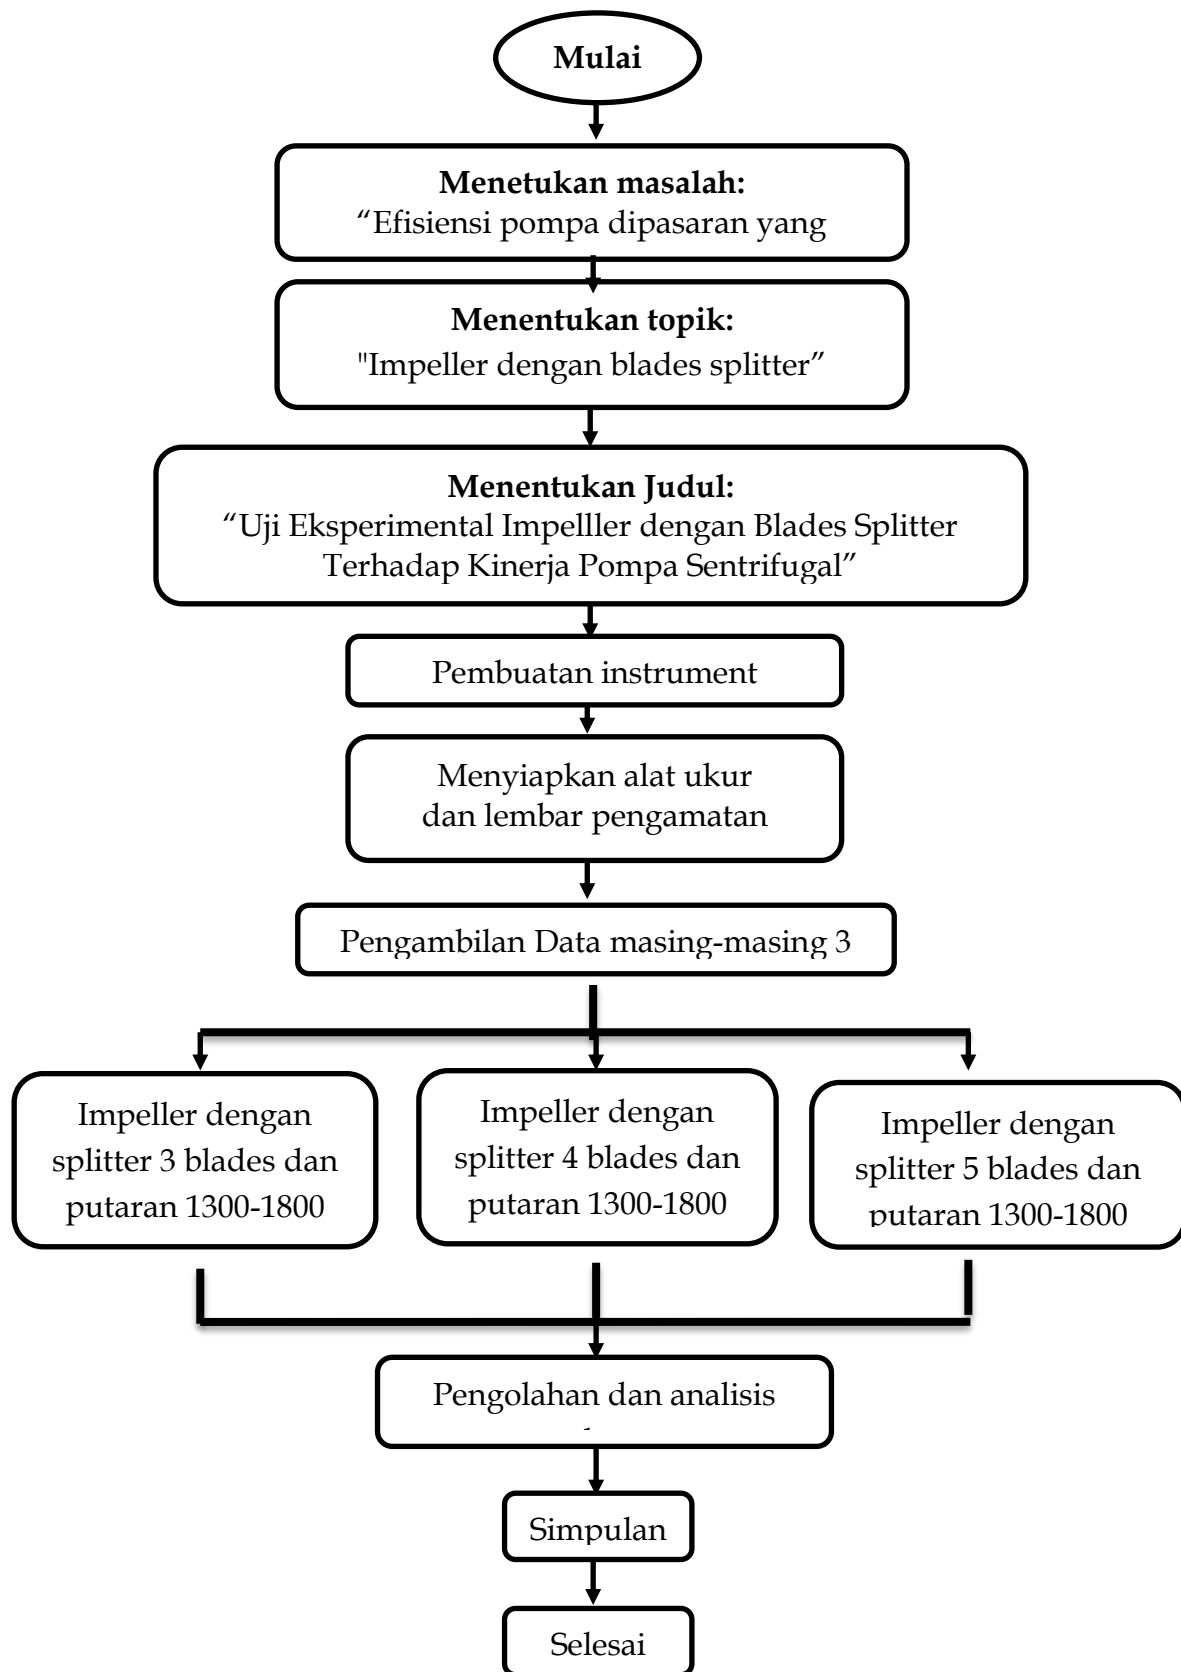 Mulai
Menetukan masalah:
“Efisiensi pompa dipasaran yang
Menentukan topik:
"Impeller dengan blades splitter”
Menentukan Judul:
“Uji Eksperimental Impelller dengan Blades Splitter
Terhadap Kinerja Pompa Sentrifugal”
Pembuatan instrument
Menyiapkan alat ukur
dan lembar pengamatan
Pengambilan Data masing-masing 3
Impeller dengan
splitter 3 blades dan
putaran 1300-1800
Impeller dengan
splitter 4 blades dan
putaran 1300-1800
Impeller dengan
splitter 5 blades dan
putaran 1300-1800
Pengolahan dan analisis
Simpulan
Selesai